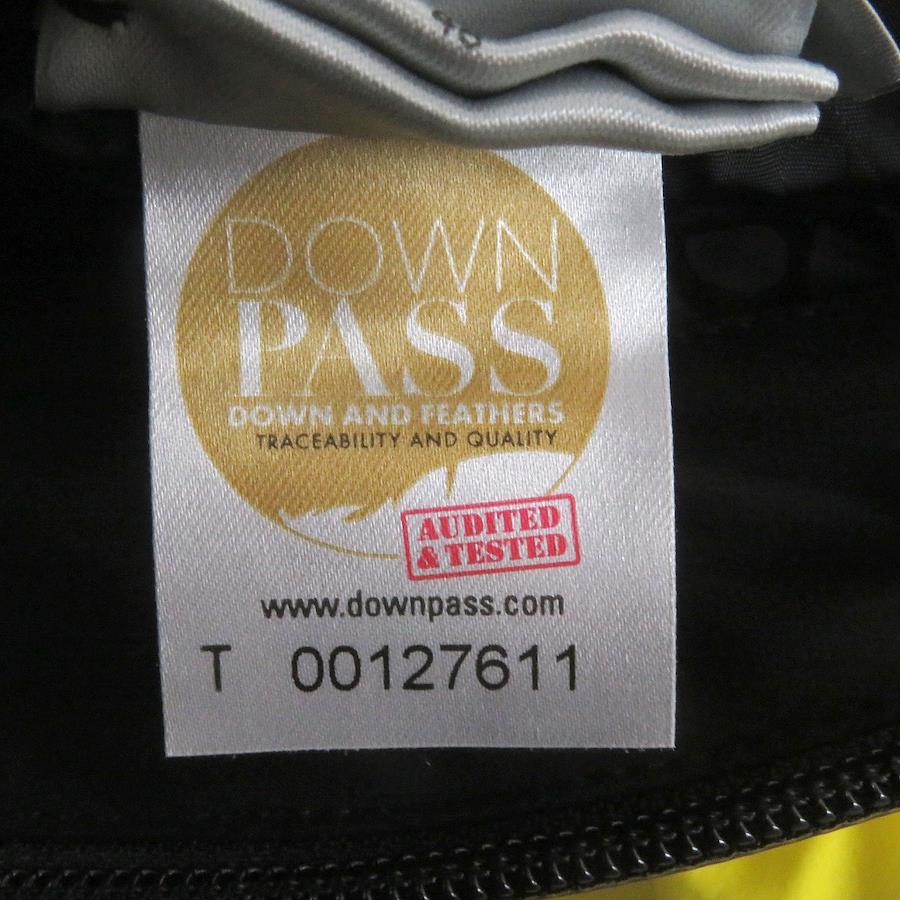 DOWN
PASS
DOWN AND FEATHERS
TRACEABILITY AND QUALITY
AUDITED
& TESTED
www.downpass.com
T 00127611